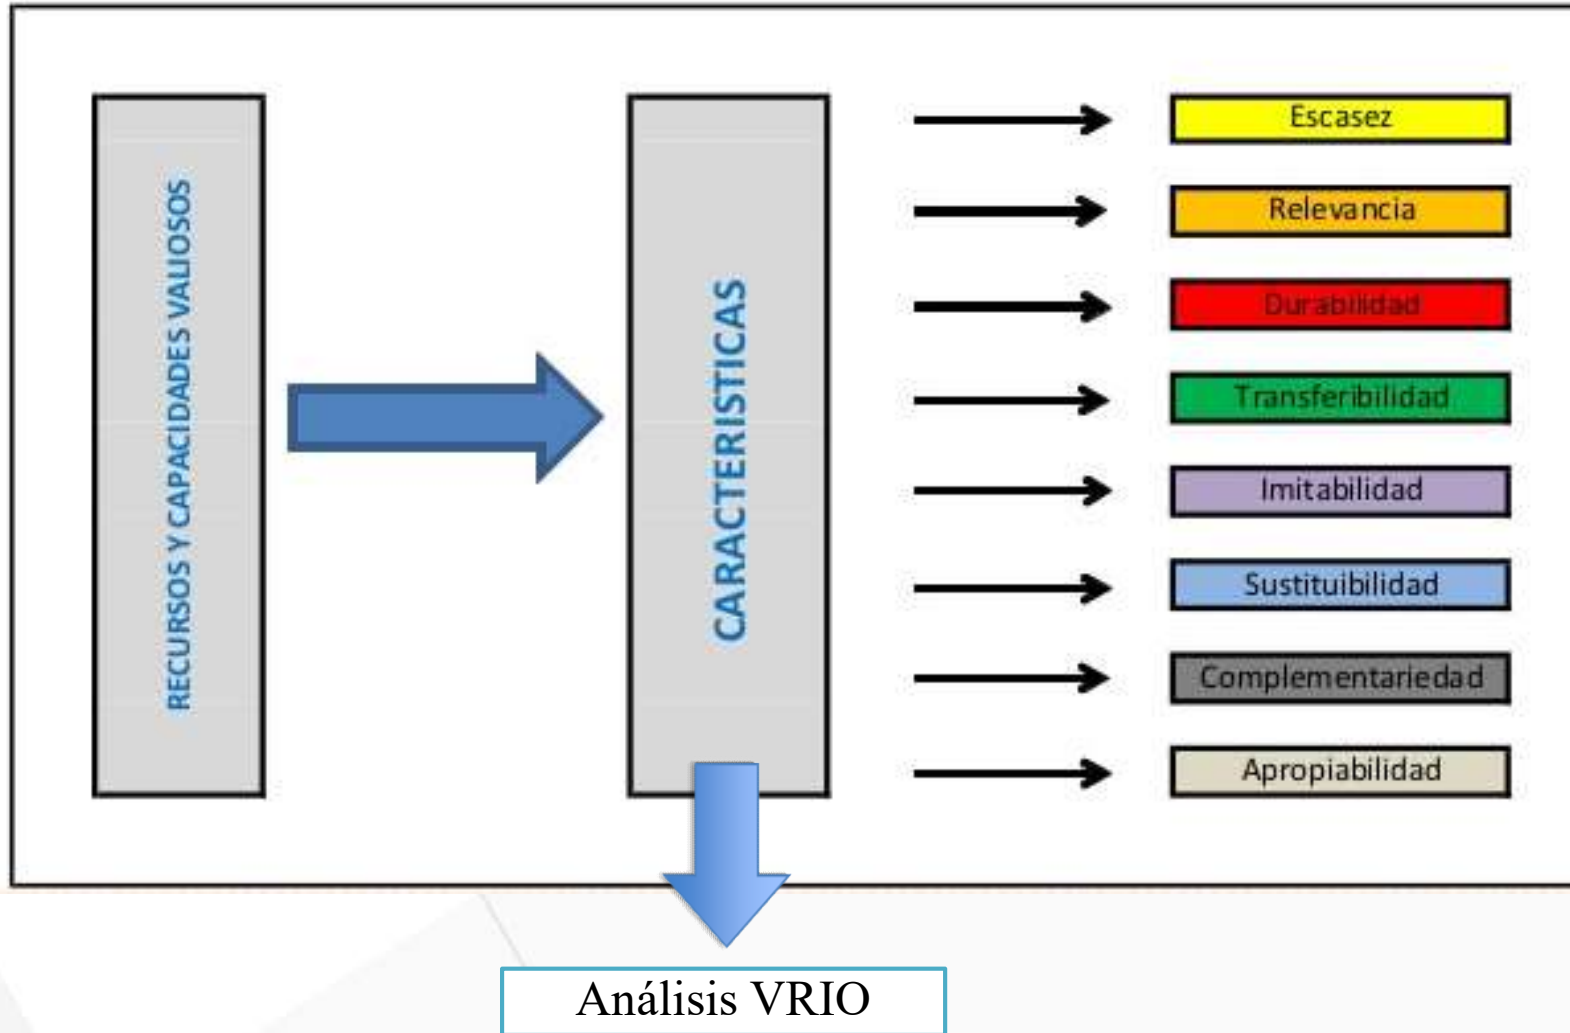 RECURSOS Y CAPACIDADES VALIOSOS
CARACTERISTICAS
Escasez
Relevancia
Durabilidad
Transferibilidad
Imitabilidad
Sustituibilidad
Complementariedad
Apropiabilidad
Análisis VRIO